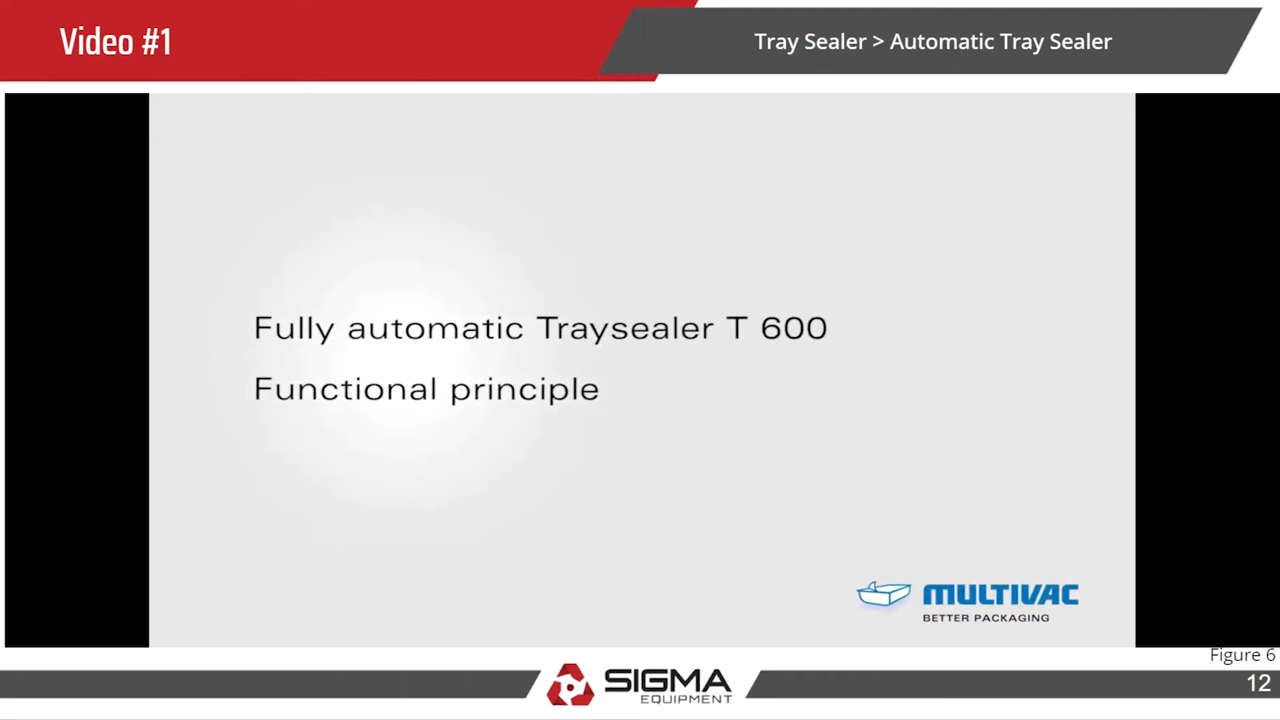 Video #1
Tray Sealer > Automatic Tray Sealer
Fully automatic Traysealer T 600
Functional principle
MULTIVAC
BETTER PACKAGING
Figure 6
SIGMA
EQUIPMENT
12